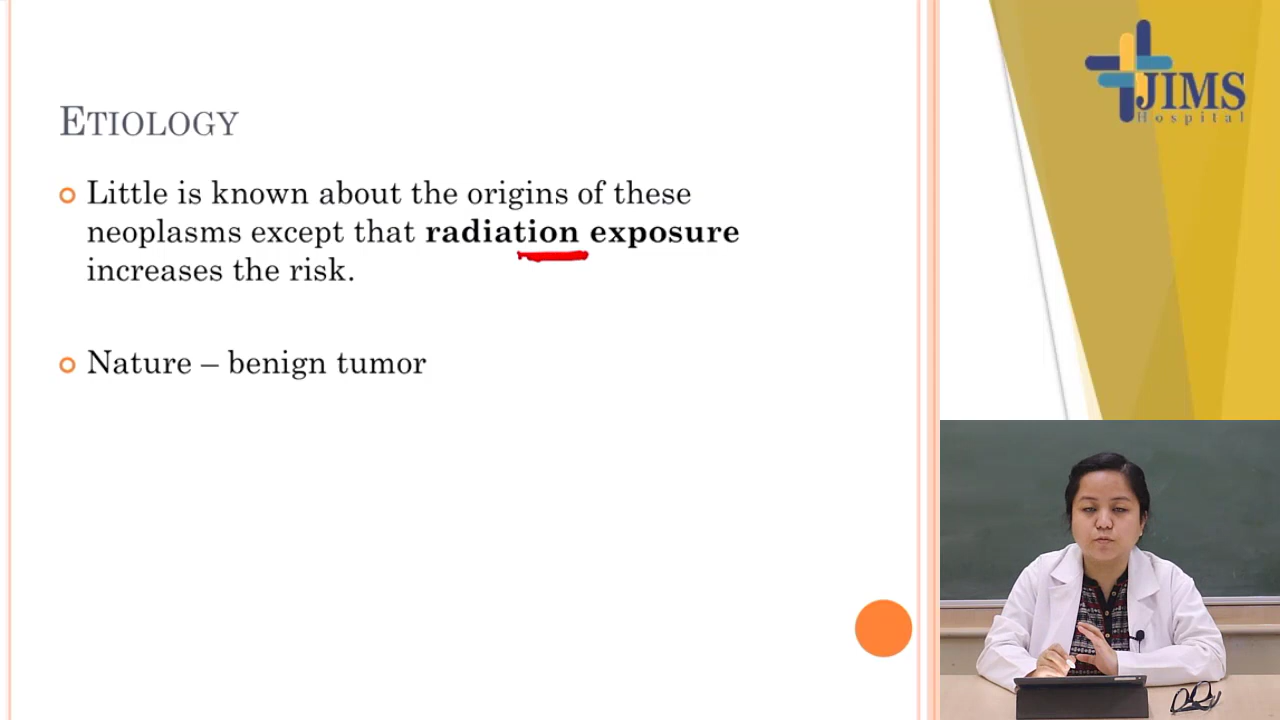 ETIOLOGY
Little is known about the origins of these
neoplasms except that radiation exposure
increases the risk.
Nature – benign tumor
JIMS
Hospital